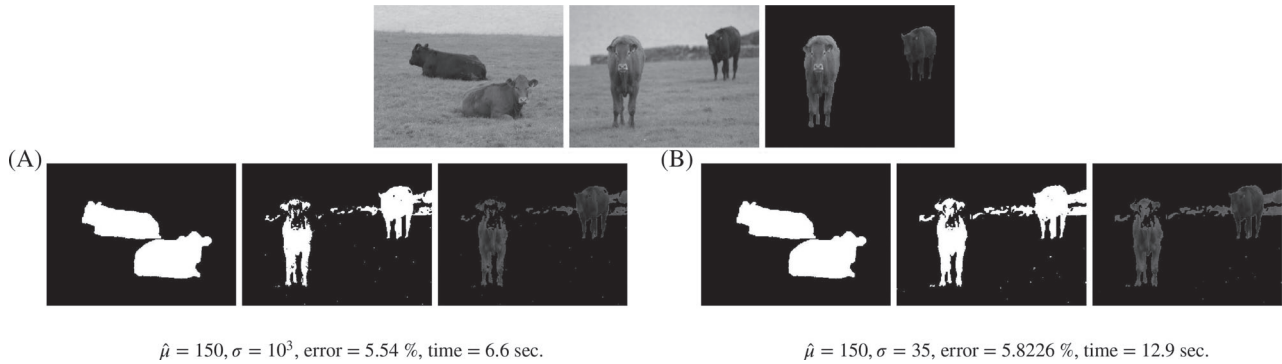 (A)
(B)
μ̂ = 150, σ = 10³, error = 5.54 %, time = 6.6 sec.
μ̂ = 150, σ = 35, error = 5.8226 %, time = 12.9 sec.